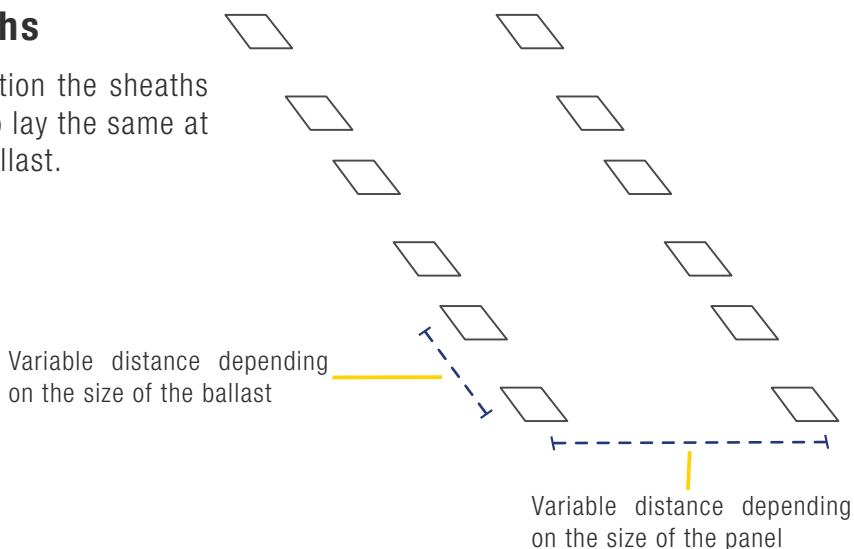 hs
tion the sheaths
lay the same at
llast.
Variable distance depending
on the size of the ballast
Variable distance depending
on the size of the panel